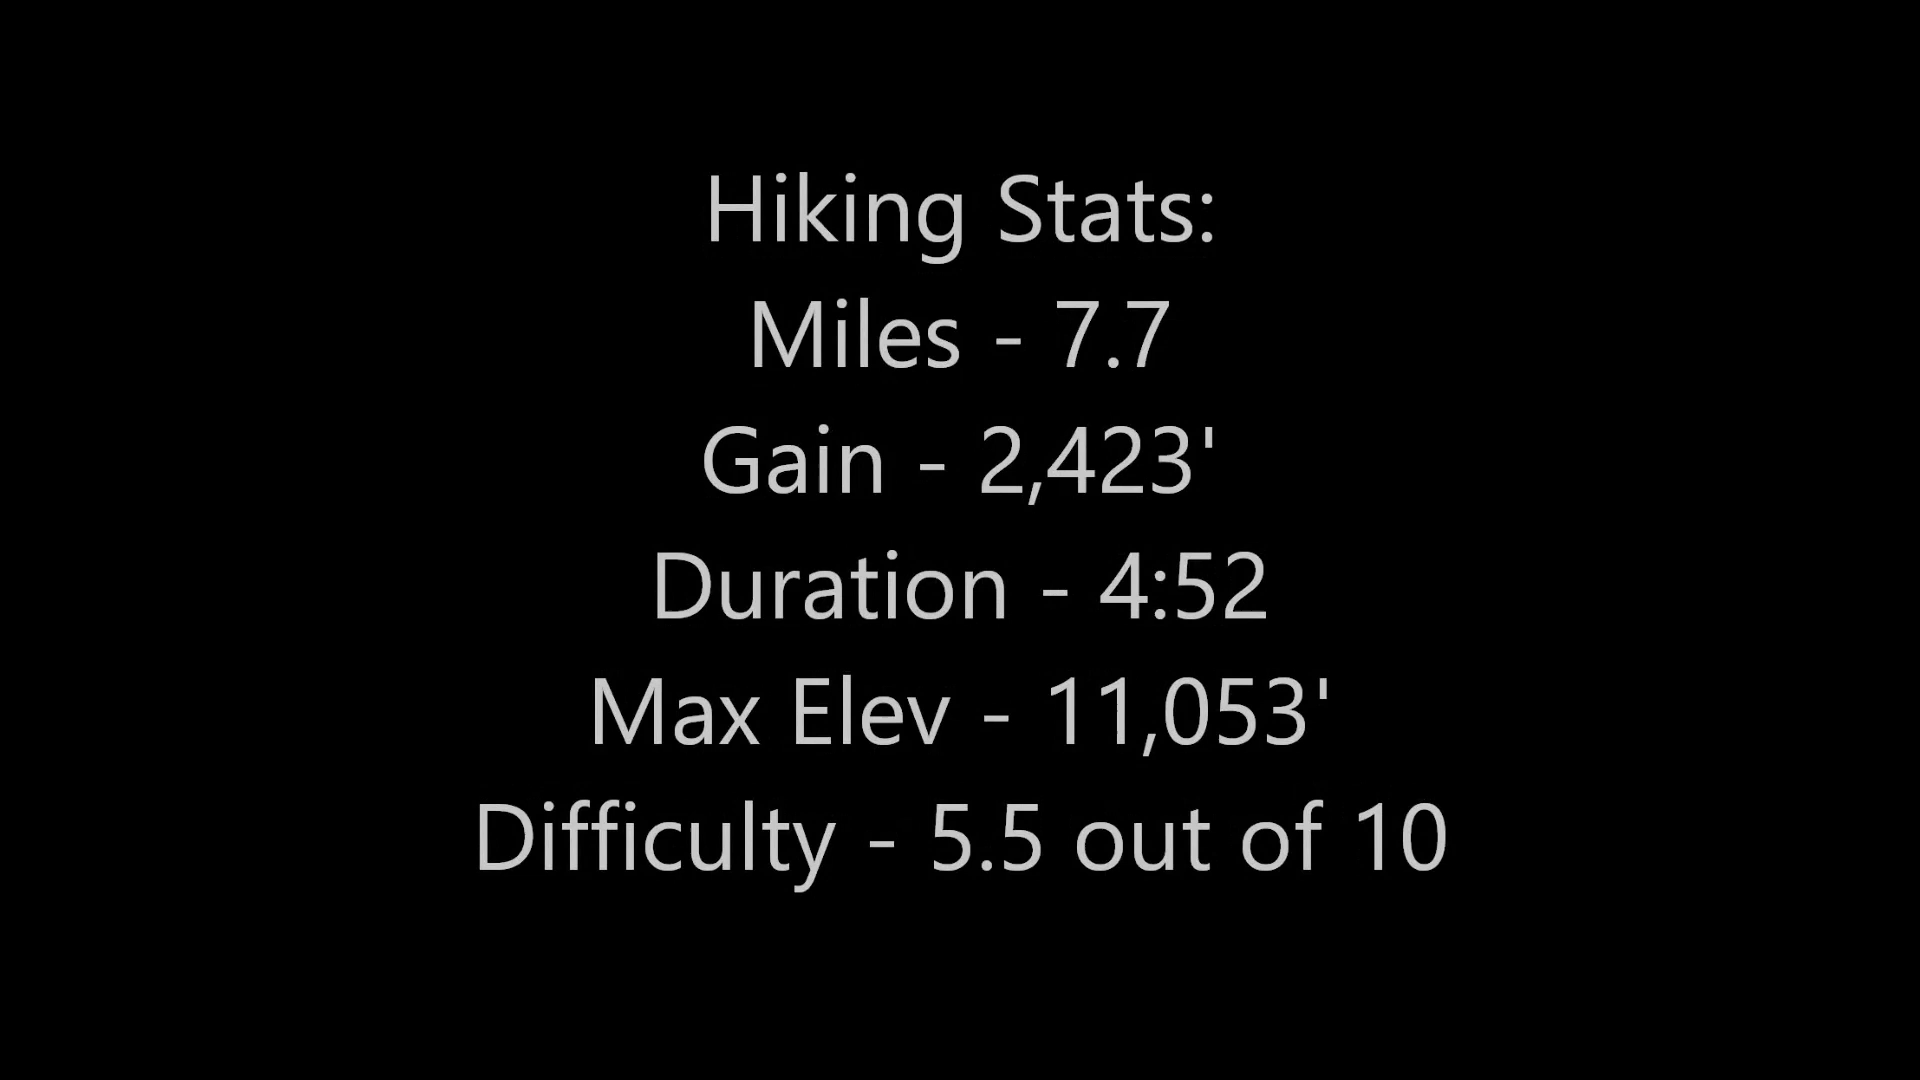 Hiking Stats:
Miles - 7.7
Gain - 2,423'
Duration - 4:52
Max Elev - 11,053'
Difficulty - 5.5 out of 10